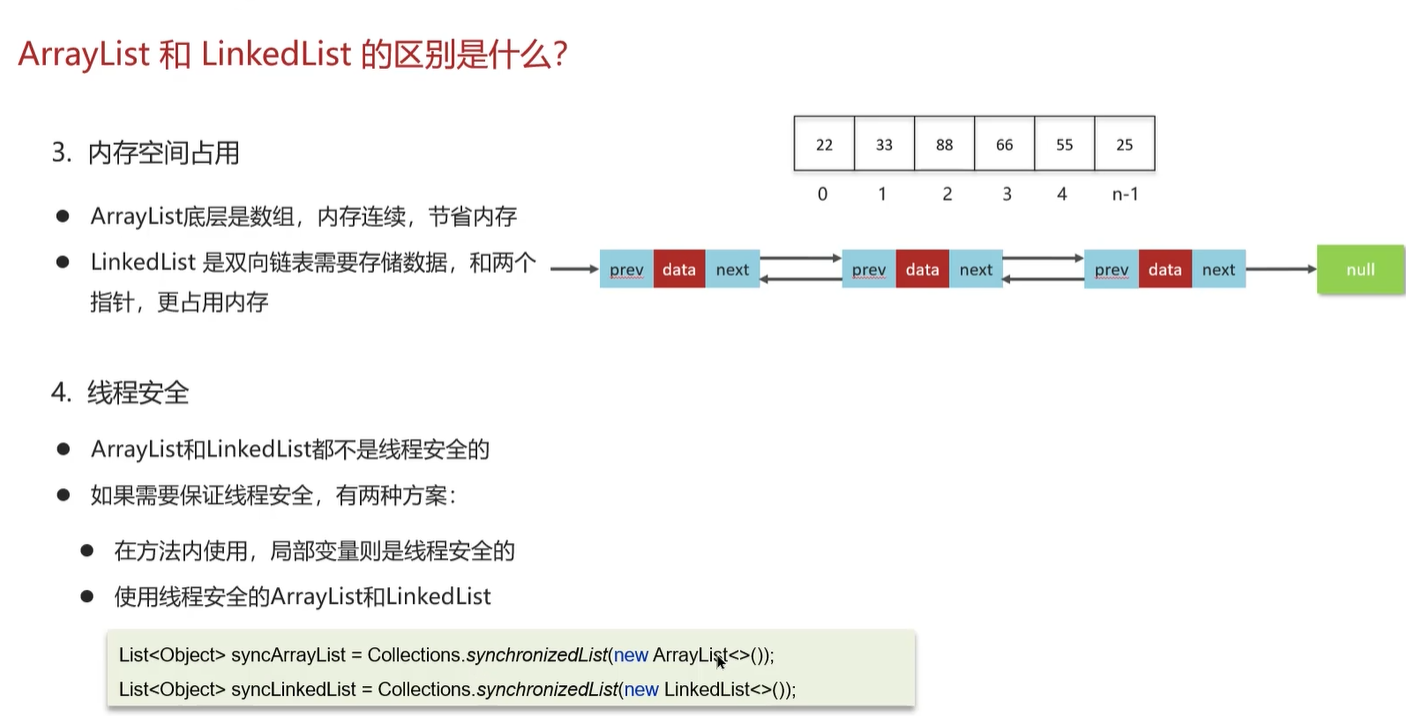 ArrayList 和 LinkedList 的区别是什么？
3. 内存空间占用
● ArrayList底层是数组，内存连续，节省内存
● LinkedList 是双向链表需要存储数据，和两个
指针，更占用内存
22 33 88 66 55 25
0 1 2 3 4 n-1
prev data next prev data next prev data next null
4. 线程安全
● ArrayList和LinkedList都不是线程安全的
● 如果需要保证线程安全，有两种方案：
● 在方法内使用，局部变量则是线程安全的
● 使用线程安全的ArrayList和LinkedList
List<Object> syncArrayList = Collections.synchronizedList(new ArrayList<>());
List<Object> syncLinkedList = Collections.synchronizedList(new LinkedList<>());